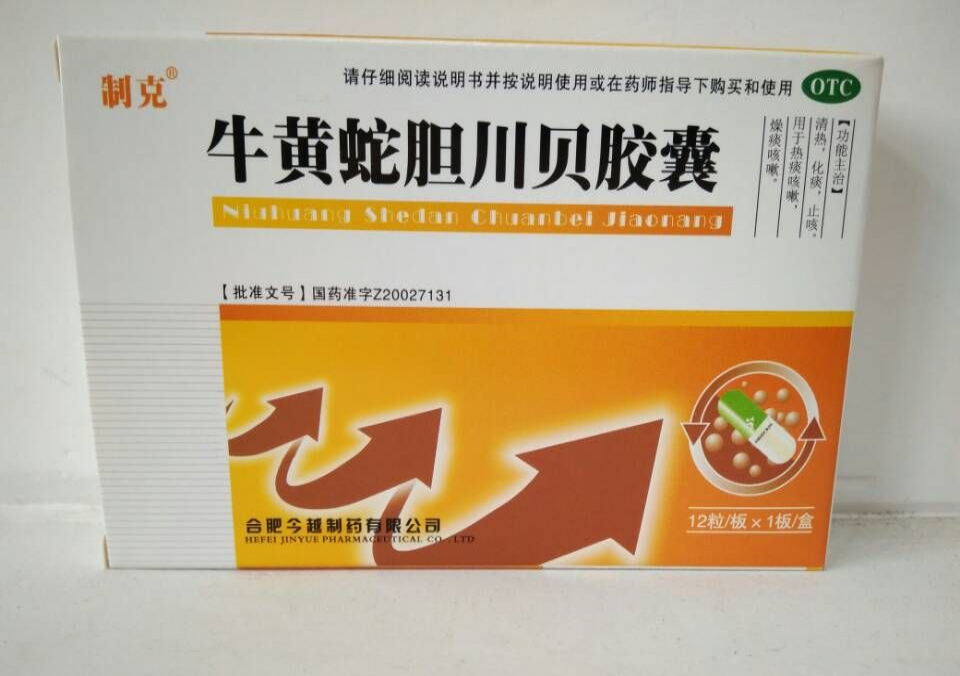 制克®
请仔细阅读说明书并按说明使用或在药师指导下购买和使用
OTC
牛黄蛇胆川贝胶囊
Niuhuang Shedan Chuanbei Jiaonang
【功能主治】
清热，化痰，止咳。
用于热痰咳嗽，
燥痰咳嗽。
【批准文号】国药准字Z20027131
合肥今越制药有限公司
HEFEI JINYUE PHARMACEUTICAL CO.,LTD
12粒/板×1板/盒